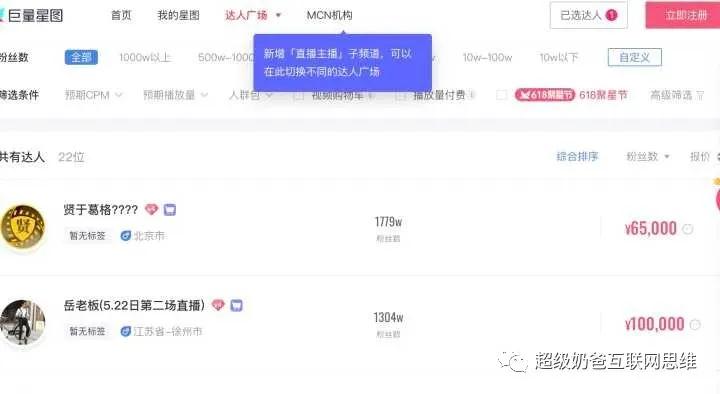 巨量星图 首页 我的星图 达人广场 MCN机构 已选达人 1 立即注册
粉丝数 全部 1000w以上 500w-1000 w 10w~100w 10w以下 自定义
新增「直播主播」子频道，可以
在此切换不同的达人广场
筛选条件 预期CPM 预期播放量 人群包 视频购物车 播放量付费 618聚星节 618聚星节 高级筛选
共有达人 22位 综合排序 粉丝数 报价
贤于葛格????
暂无标签 北京市
1779w
粉丝数
¥65,000
岳老板(5.22日第二场直播)
暂无标签 江苏省-徐州市
1304w
粉丝数
¥100,000
超级奶爸互联网思维